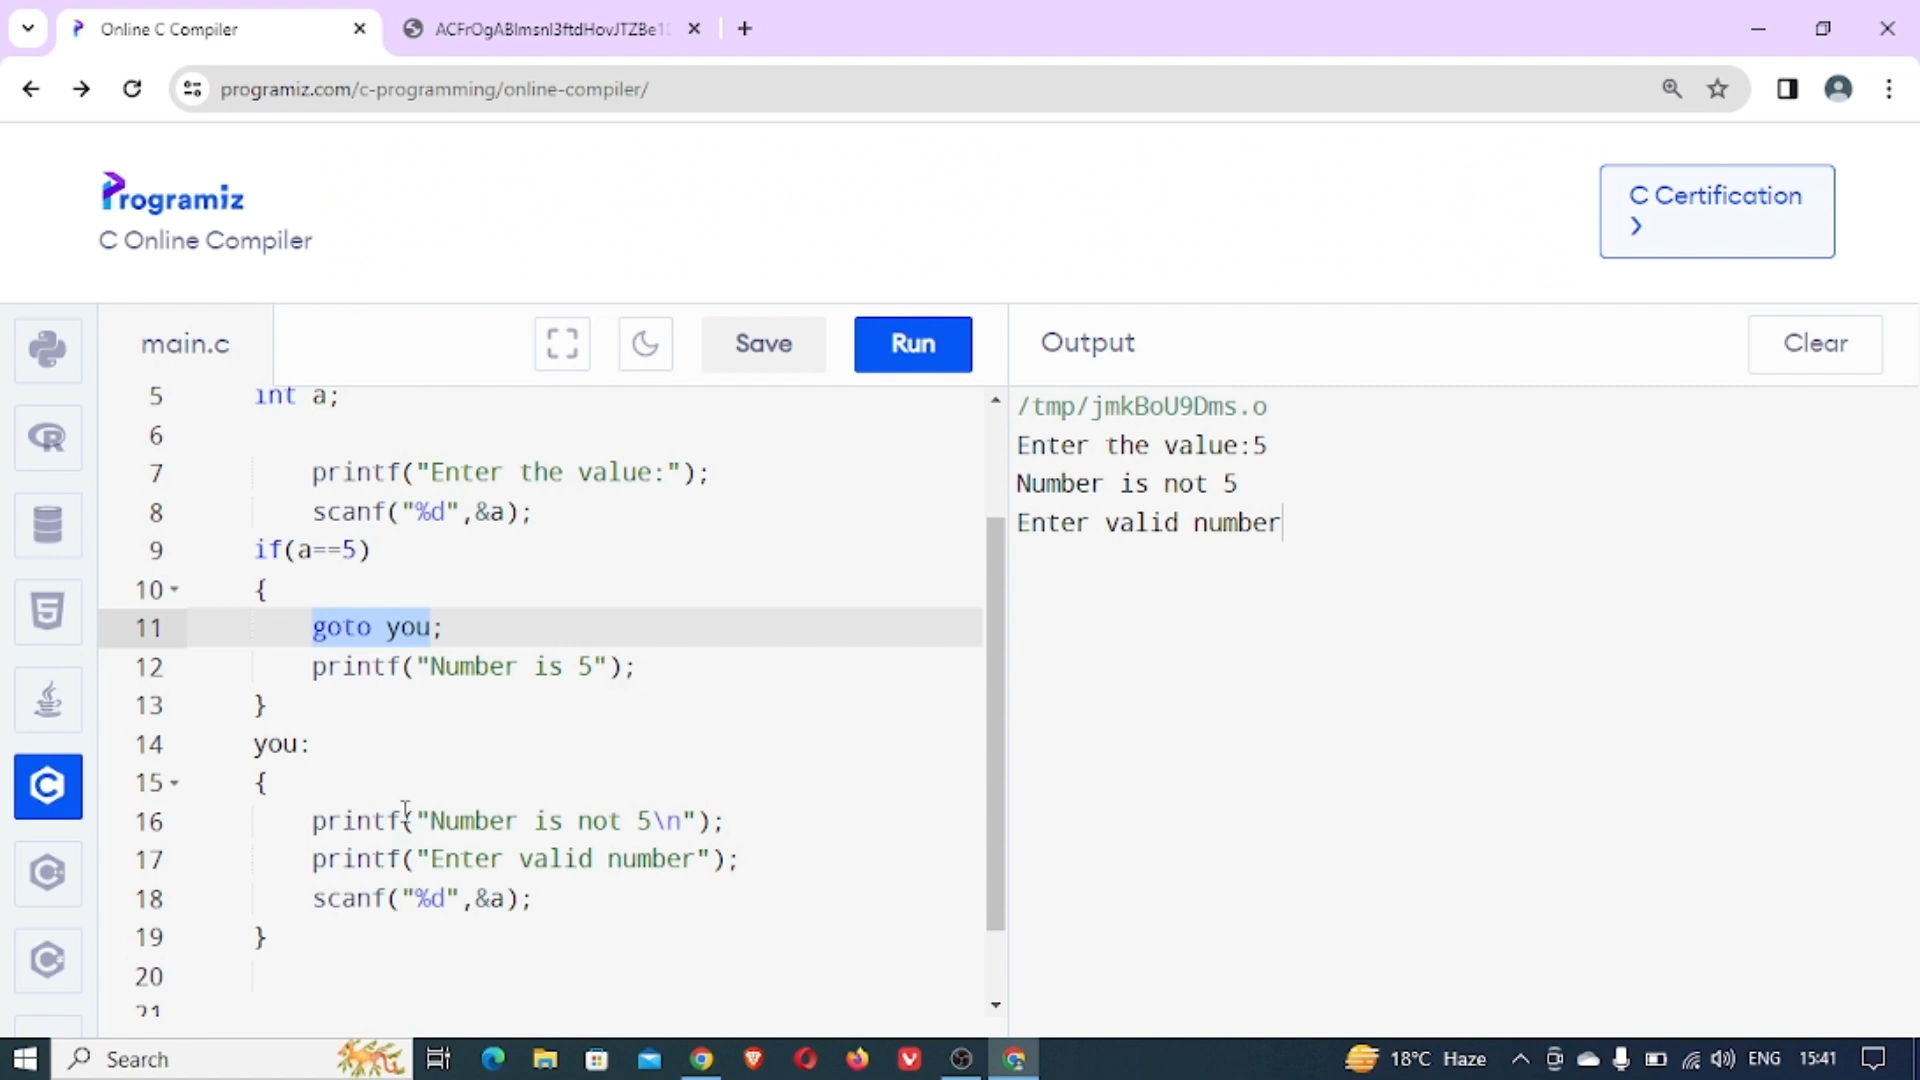 Online C Compiler
programiz.com/c-programming/online-compiler/
Programiz
C Online Compiler
C Certification
main.c
Save
Run
Output
Clear
5 int a;
6
7 printf("Enter the value:");
8 scanf("%d",&a);
9 if(a==5)
10 {
11 goto you;
12 printf("Number is 5");
13 }
14 you:
15 {
16 printf("Number is not 5\n");
17 printf("Enter valid number");
18 scanf("%d",&a);
19 }
20
21
/tmp/jmkBoU9Dms.o
Enter the value:5
Number is not 5
Enter valid number
Search
18°C Haze
ENG
15:41